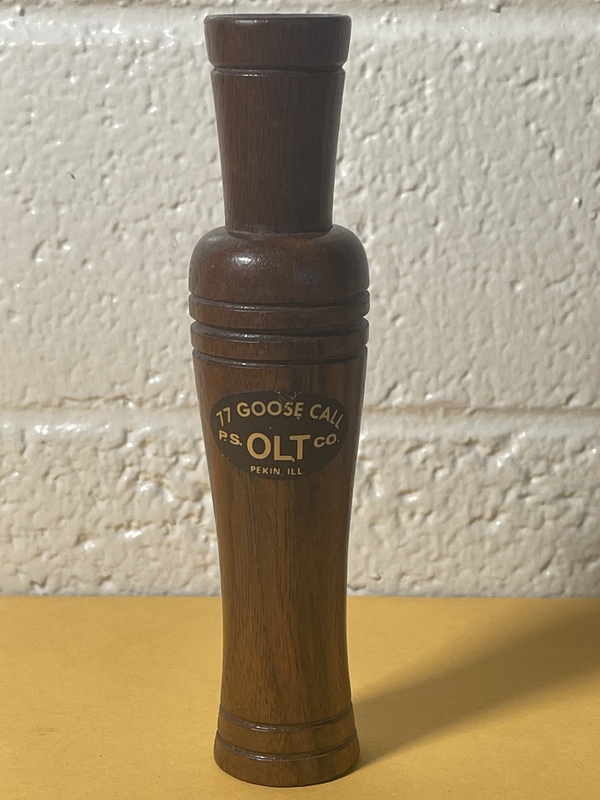 77 GOOSE CALL
P.S. OLT CO.
PEKIN, ILL